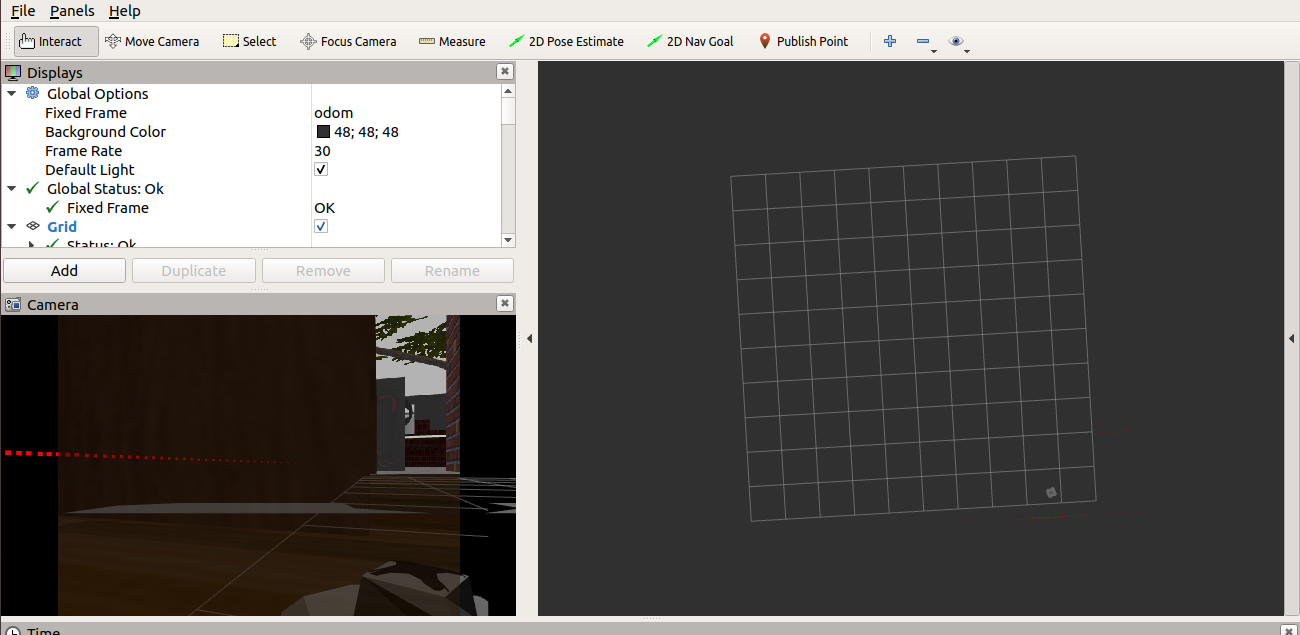 File Panels Help
Interact Move Camera Select Focus Camera Measure 2D Pose Estimate 2D Nav Goal Publish Point
Displays
Global Options
Fixed Frame odom
Background Color 48; 48; 48
Frame Rate 30
Default Light
Global Status: Ok
Fixed Frame OK
Grid
Status: Ok
Add Duplicate Remove Rename
Camera
Time